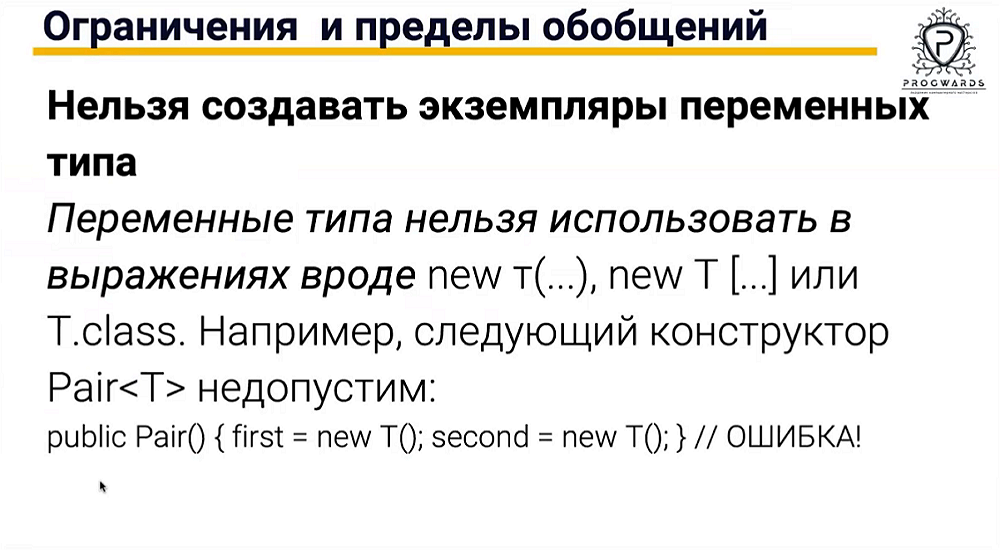 Ограничения и пределы обобщений
PROGWARDS
Нельзя создавать экземпляры переменных
типа
Переменные типа нельзя использовать в
выражениях вроде new т(...), new T [...] или
T.class. Например, следующий конструктор
Pair<T> недопустим:
public Pair() { first = new T(); second = new T(); } // ОШИБКА!